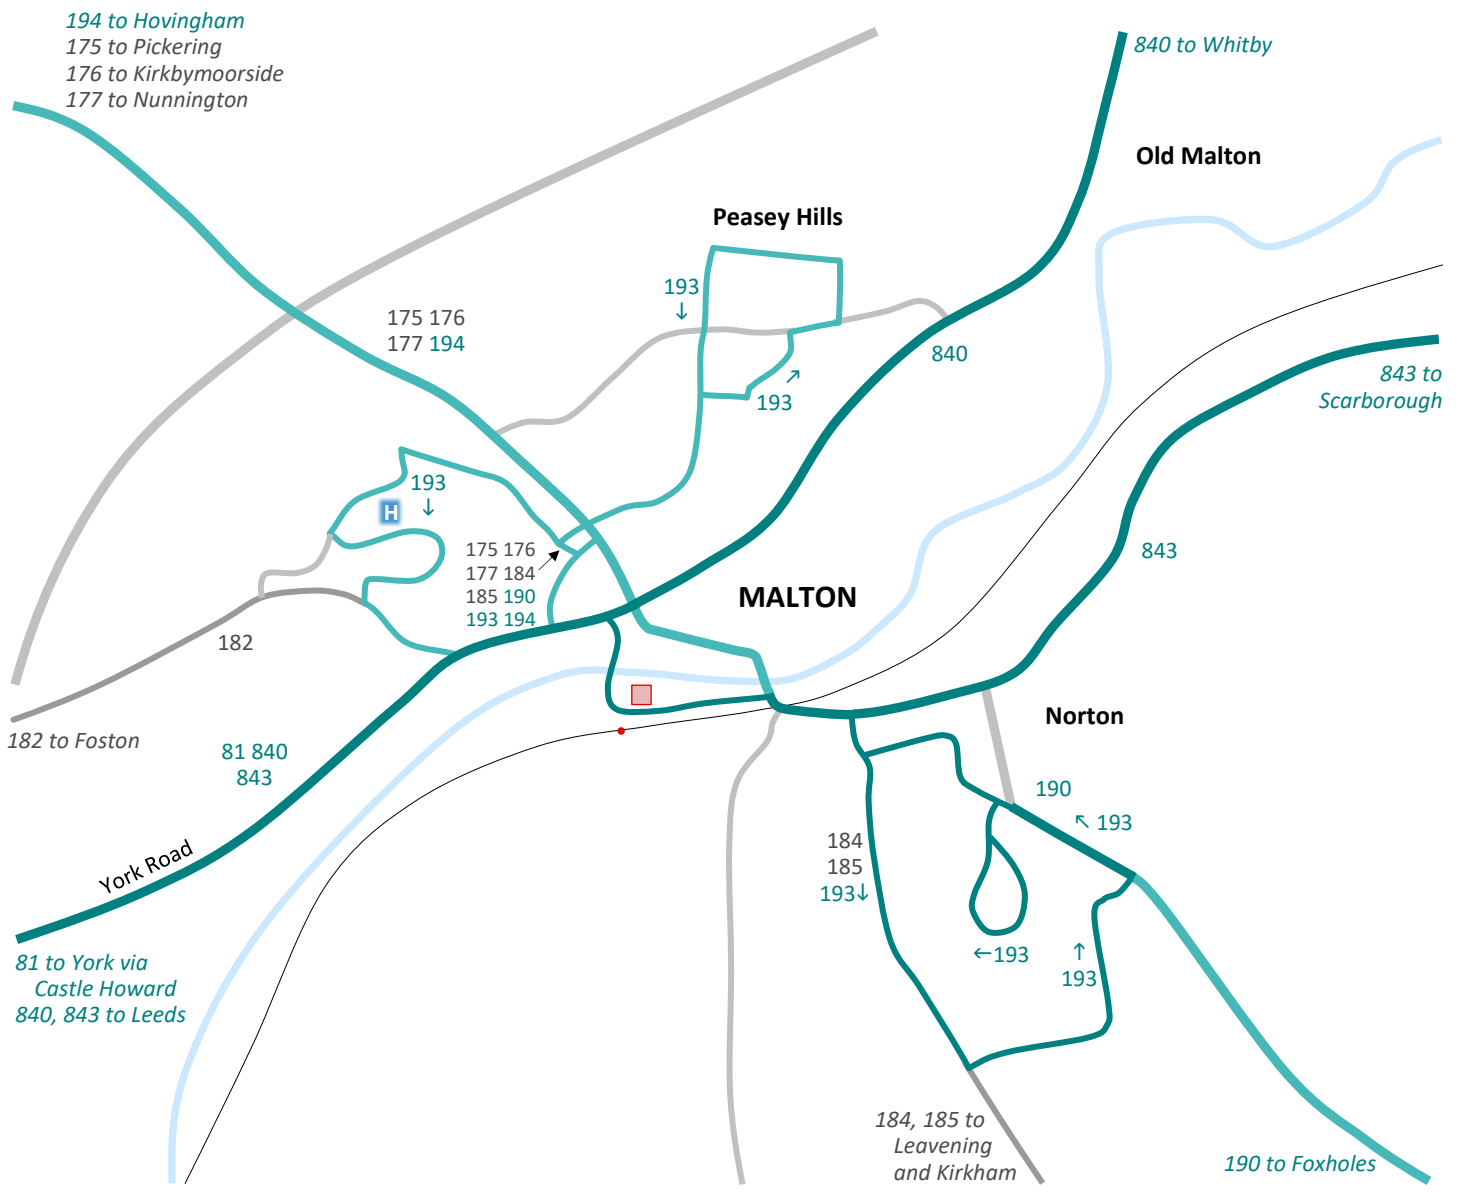 194 to Hovingham
175 to Pickering
176 to Kirkbymoorside
177 to Nunnington
840 to Whitby
Old Malton
Peasey Hills
193
↓
175 176
177 194
840
843 to
Scarborough
193 ↗
193
↓
H
175 176
177 184
185 190
193 194
MALTON
843
182
182 to Foston
Norton
81 840
843
190
↖ 193
York Road
184
185
193↓
←193
↑
193
81 to York via
Castle Howard
840, 843 to Leeds
184, 185 to
Leavening
and Kirkham
190 to Foxholes